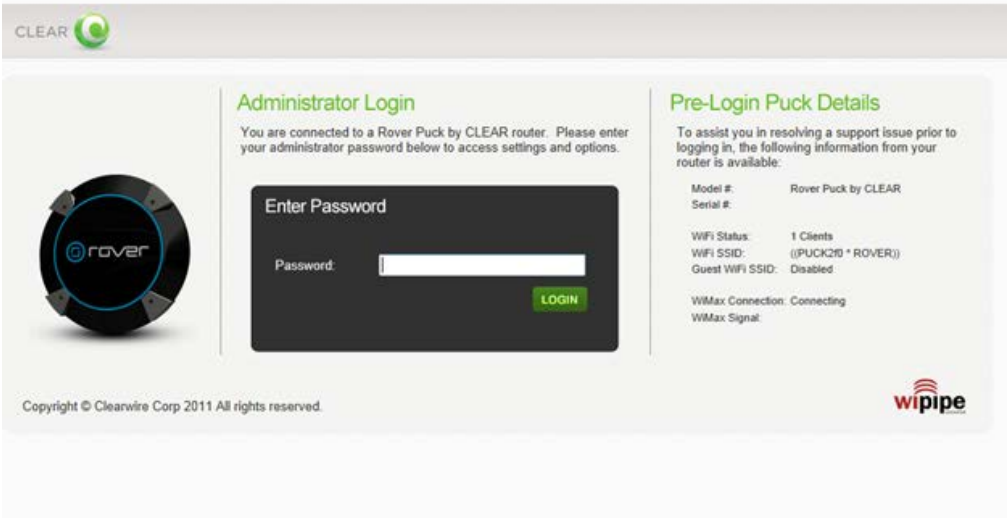 CLEAR
Administrator Login
You are connected to a Rover Puck by CLEAR router. Please enter
your administrator password below to access settings and options.
rover
Enter Password
Password:
LOGIN
Pre-Login Puck Details
To assist you in resolving a support issue prior to
logging in, the following information from your
router is available:
Model #: Rover Puck by CLEAR
Serial #:
WiFi Status: 1 Clients
WiFi SSID: ((PUCK2f0 * ROVER))
Guest WiFi SSID: Disabled
WiMax Connection: Connecting
WiMax Signal:
Copyright © Clearwire Corp 2011 All rights reserved.
wipipe